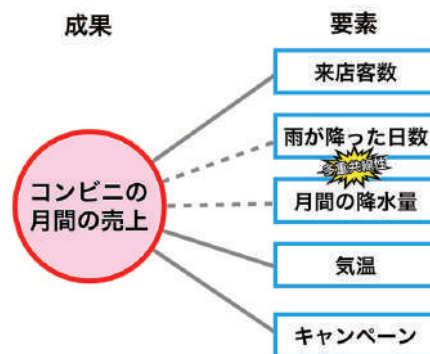 成果
要素
コンビニの
月間の売上
来店客数
雨が降った日数
多重共線性
月間の降水量
気温
キャンペーン